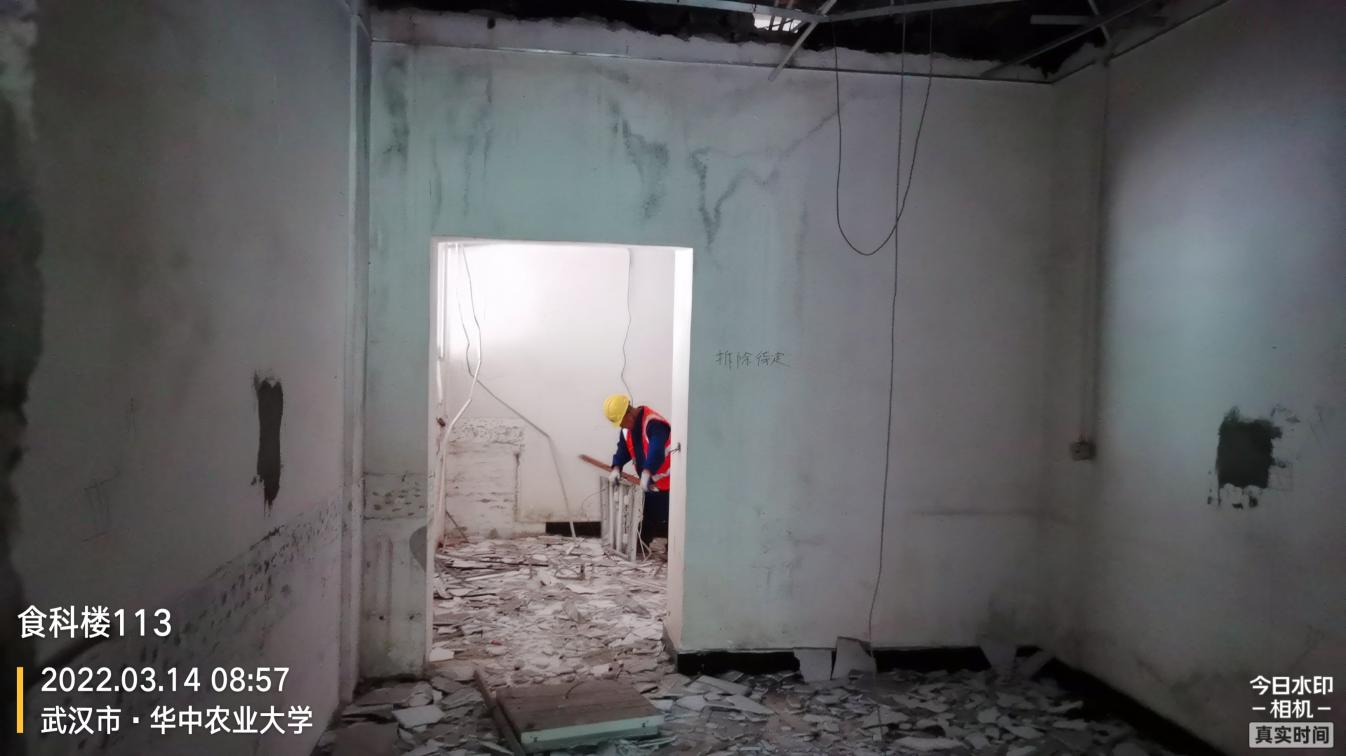 拆除待定
食科楼113
2022.03.14 08:57
武汉市·华中农业大学
今日水印
-相机-
真实时间